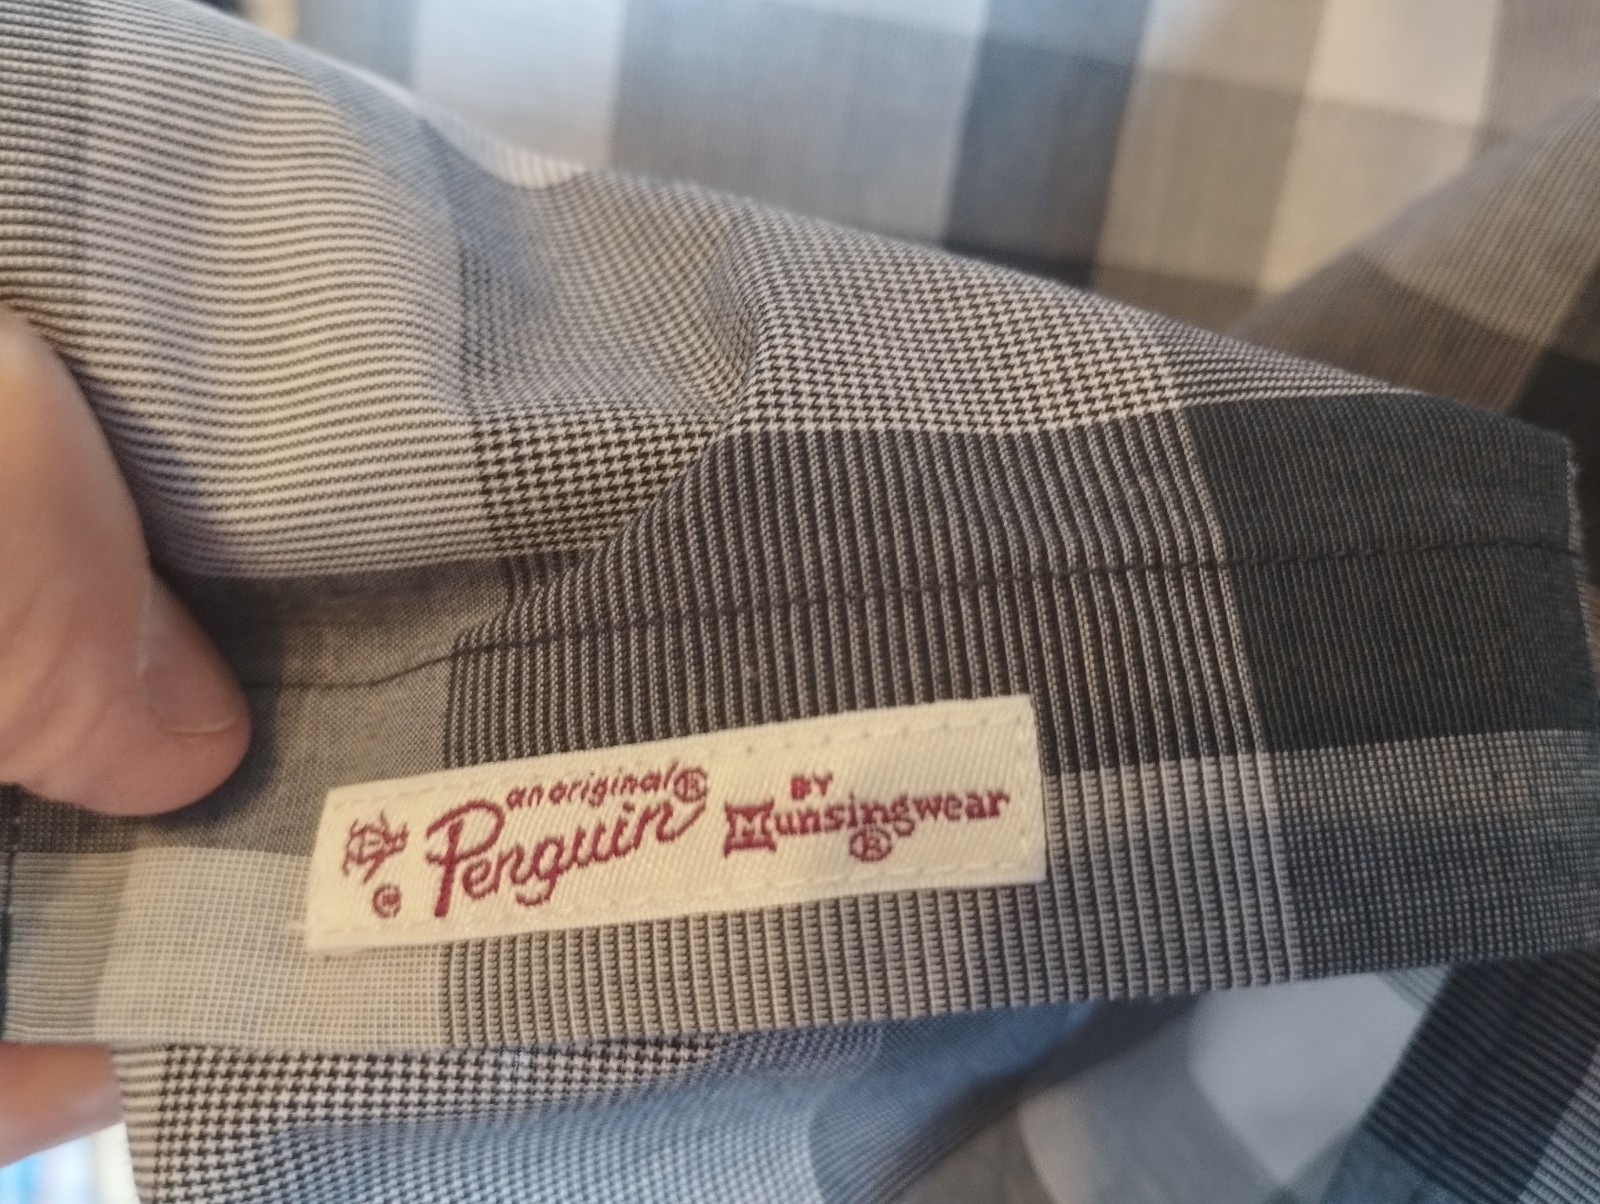 an original®
Penguin
BY
Munsingwear
®